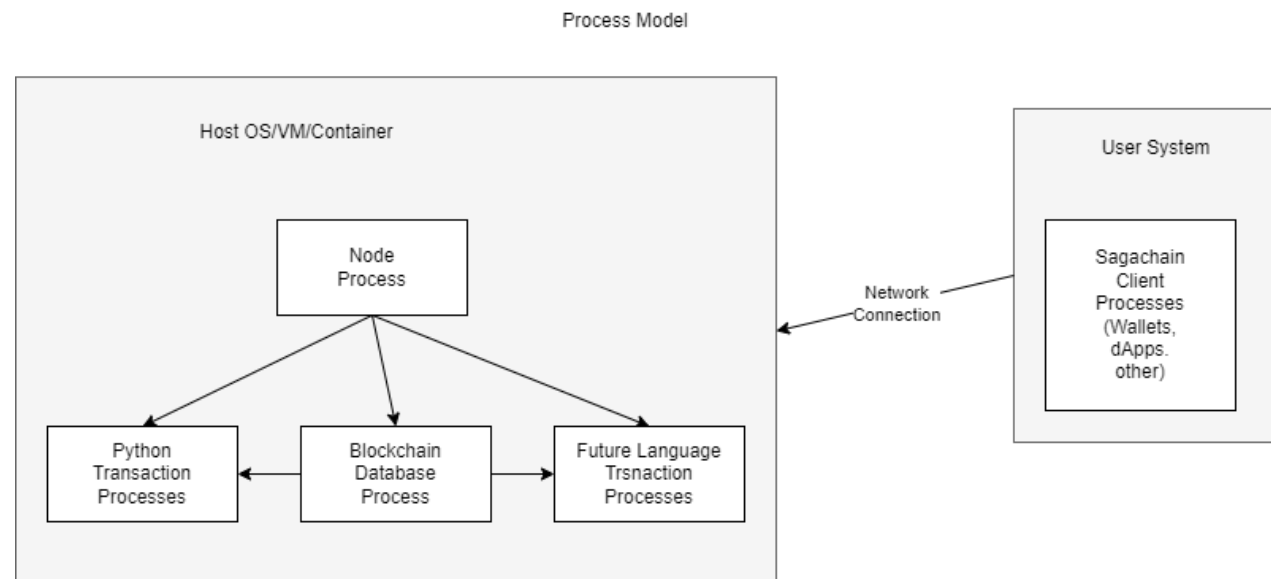 Process Model
Host OS/VM/Container
User System
Node
Process
Sagachain
Client
Processes
(Wallets,
dApps.
other)
Network
Connection
Python
Transaction
Processes
Blockchain
Database
Process
Future Language
Trsnaction
Processes